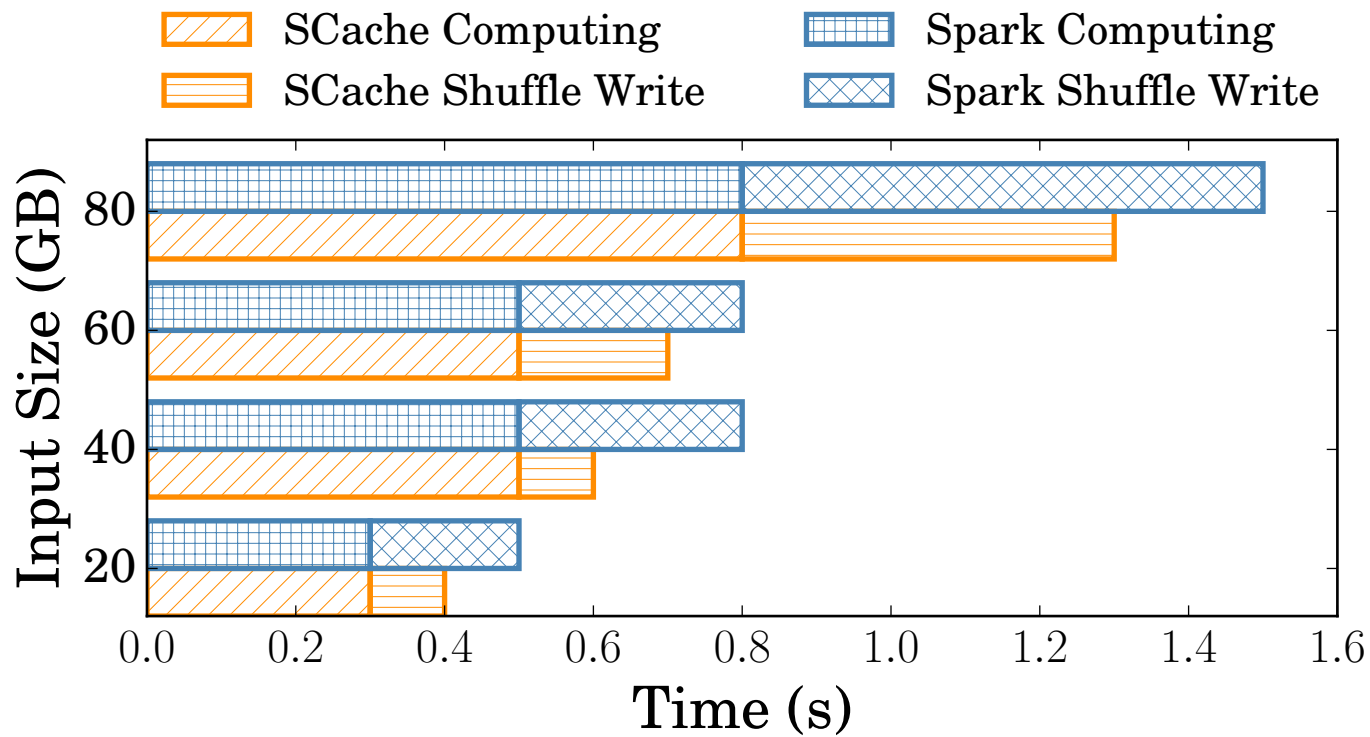 SCache Computing
SCache Shuffle Write
Spark Computing
Spark Shuffle Write
Input Size (GB)
80
60
40
20
0.0 0.2 0.4 0.6 0.8 1.0 1.2 1.4 1.6
Time (s)